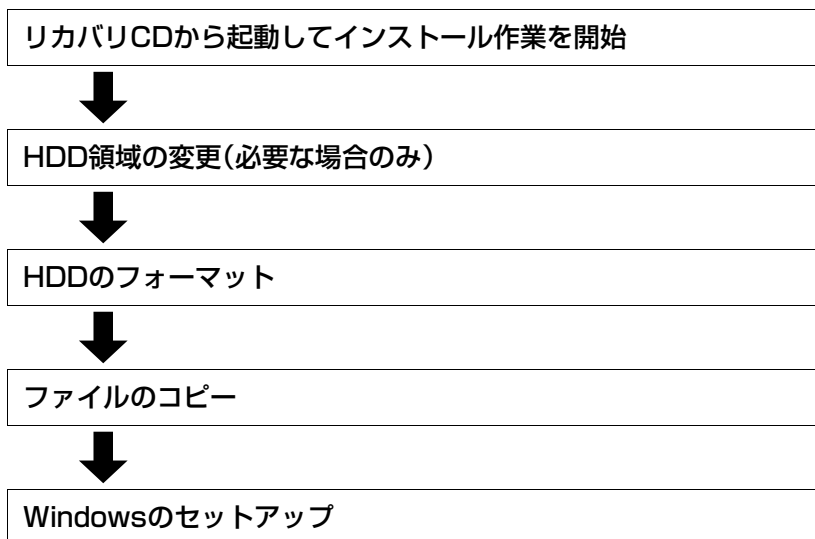 リカバリCDから起動してインストール作業を開始
HDD領域の変更(必要な場合のみ)
HDDのフォーマット
ファイルのコピー
Windowsのセットアップ